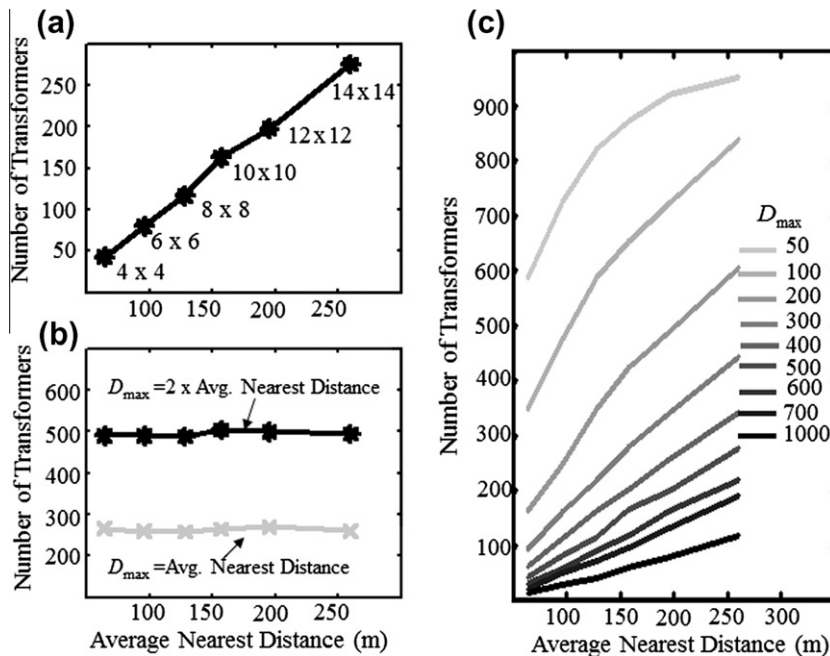 (a)
Number of Transformers
250
200
150
100
50
14 x 14
12 x 12
10 x 10
8 x 8
6 x 6
4 x 4
100 150 200 250
(b)
Number of Transformers
600
500
400
300
200
D max =2 x Avg. Nearest Distance
D max =Avg. Nearest Distance
100 150 200 250
Average Nearest Distance (m)
(c)
Number of Transformers
900
800
700
600
500
400
300
200
100
D max
50
100
200
300
400
500
600
700
1000
100 150 200 250 300
Average Nearest Distance (m)